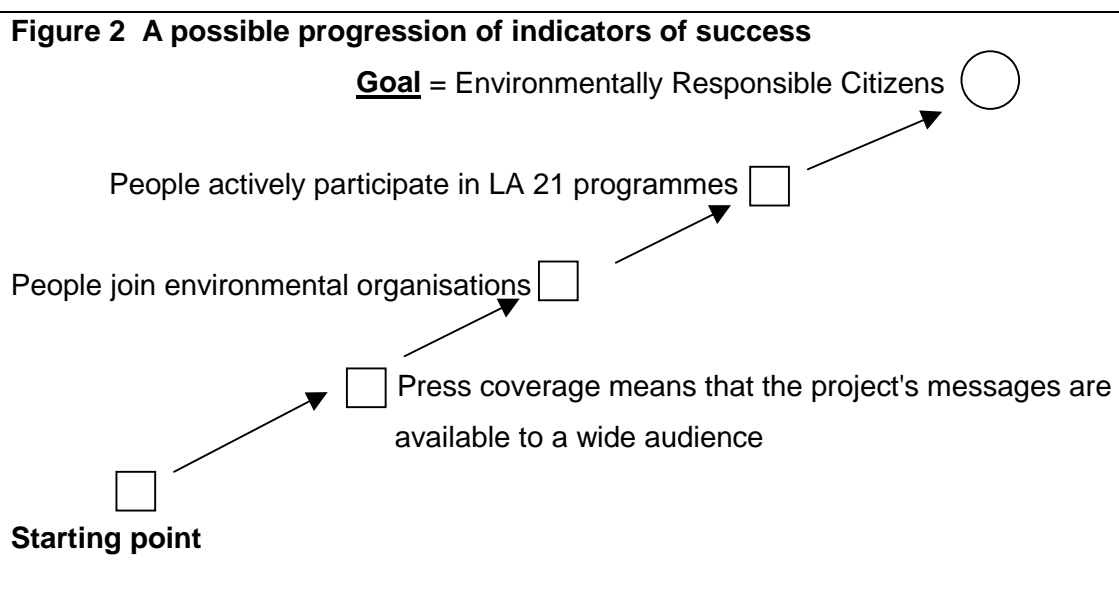 Figure 2 A possible progression of indicators of success
Goal = Environmentally Responsible Citizens
People actively participate in LA 21 programmes
People join environmental organisations
Press coverage means that the project's messages are
available to a wide audience
Starting point